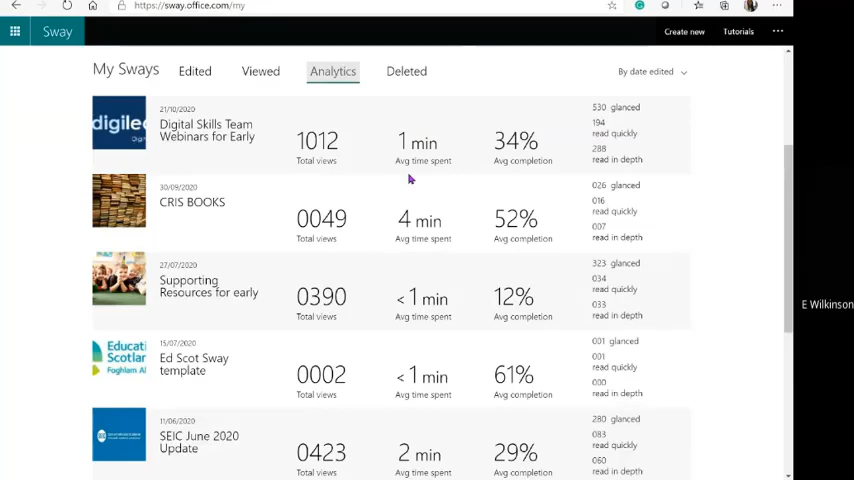 https://sway.office.com/my
Sway
Create new
Tutorials
My Sways
Edited
Viewed
Analytics
Deleted
By date edited
digiled
21/10/2020
Digital Skills Team
Webinars for Early
1012
Total views
1 min
Avg time spent
34%
Avg completion
530 glanced
194
read quickly
288
read in depth
30/09/2020
CRIS BOOKS
0049
Total views
4 min
Avg time spent
52%
Avg completion
026 glanced
016
read quickly
007
read in depth
27/07/2020
Supporting
Resources for early
0390
Total views
< 1 min
Avg time spent
12%
Avg completion
323 glanced
034
read quickly
033
read in depth
Educati
Scotlar
Foghlam Al
15/07/2020
Ed Scot Sway
template
0002
Total views
< 1 min
Avg time spent
61%
Avg completion
001 glanced
001
read quickly
000
read in depth
11/06/2020
SEIC June 2020
Update
0423
Total views
2 min
Avg time spent
29%
Avg completion
280 glanced
083
read quickly
060
read in depth
E Wilkinson